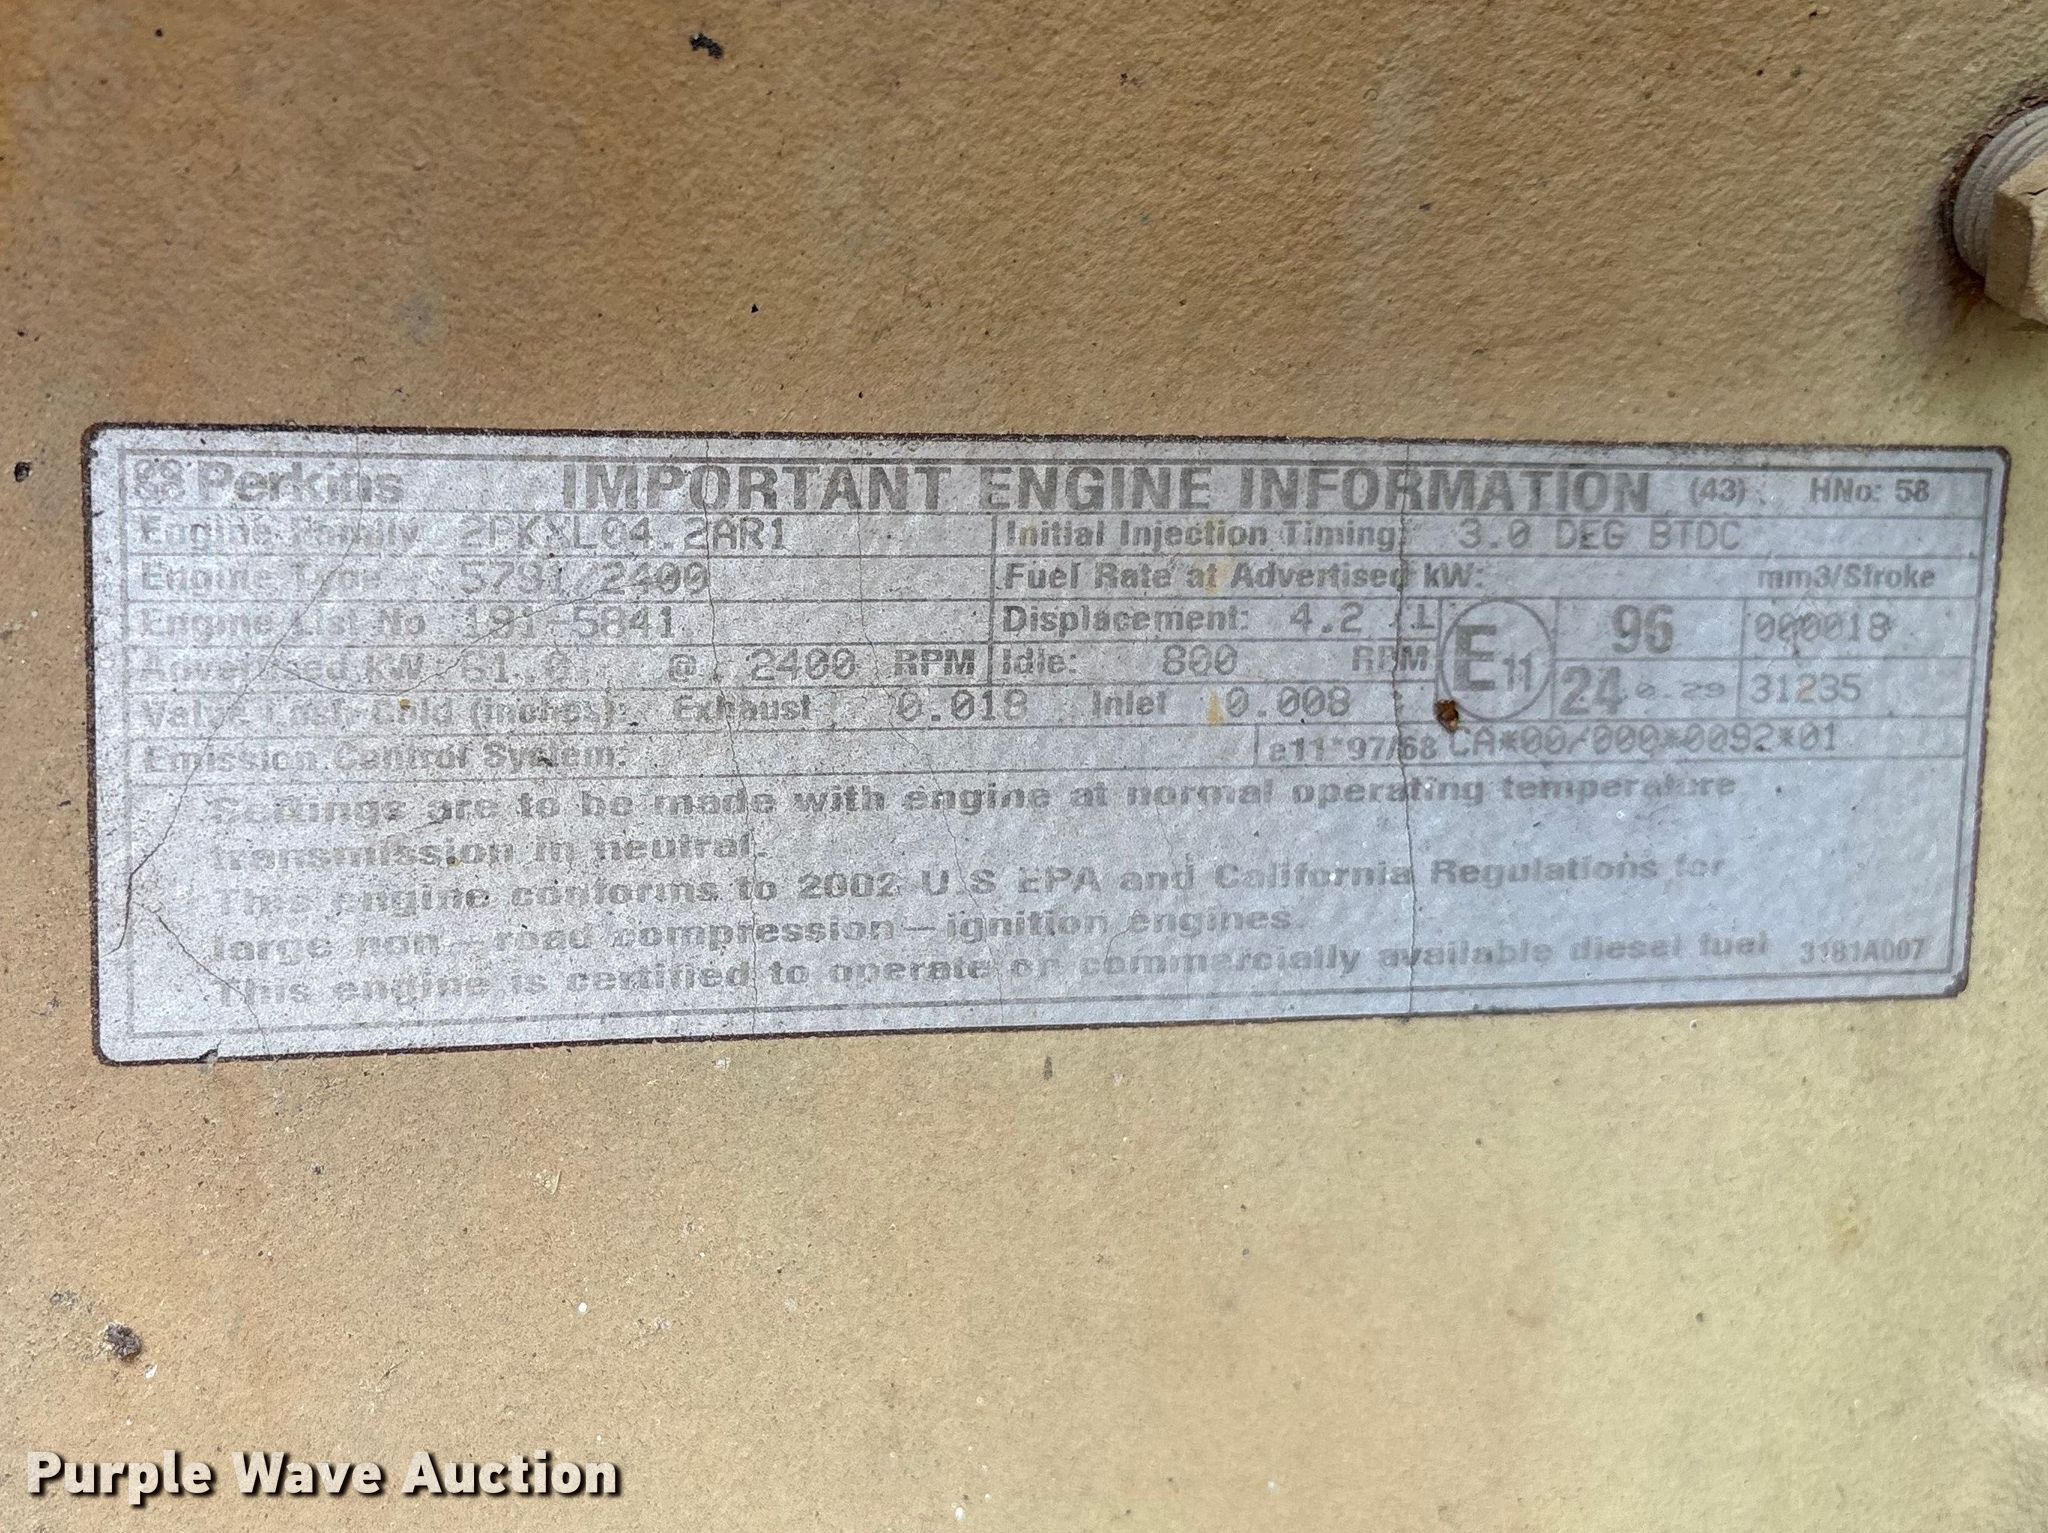 Perkins IMPORTANT ENGINE INFORMATION (43) HNo: 58
Engine Family 2PKXL04.2AR1 Initial Injection Timing: 3.0 DEG BTDC
Engine Type 5791/2400 Fuel Rate at Advertised kW: mm3/Stroke
Engine List No 191-5841 Displacement: 4.2 L E11 96 000018
Advertised kW: 61.0 @ 2400 RPM Idle: 800 RPM 24 0.29 31235
Valve Lash Cold (inches): Exhaust 0.018 Inlet 0.008
Emission Control System: e11*97/68 CA*00/000*0092*01
Settings are to be made with engine at normal operating temperature
transmission in neutral.
This engine conforms to 2002 U S EPA and California Regulations for
large non-road compression-ignition engines.
This engine is certified to operate on commercially available diesel fuel 3181A007
Purple Wave Auction